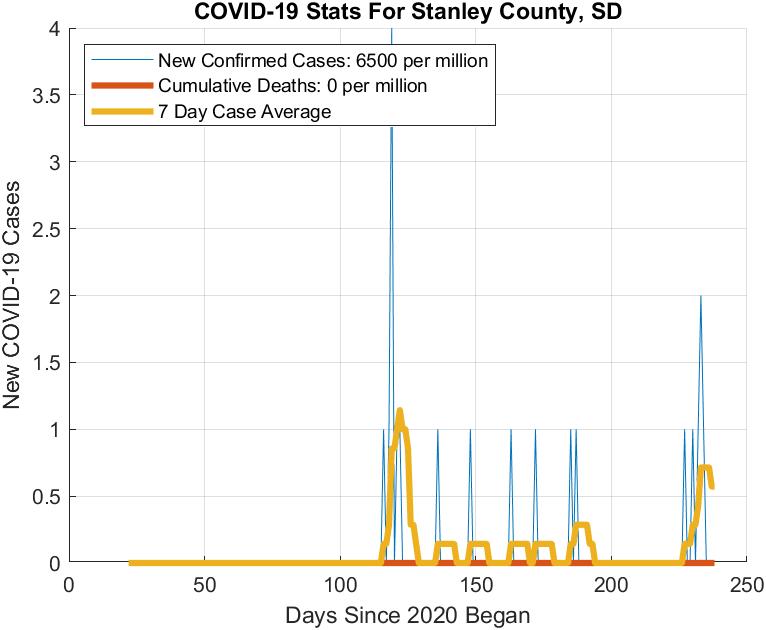 COVID-19 Stats For Stanley County, SD
4
New Confirmed Cases: 6500 per million
Cumulative Deaths: 0 per million
7 Day Case Average
3.5
3
2.5
2
1.5
1
0.5
0
New COVID-19 Cases
0 50 100 150 200 250
Days Since 2020 Began